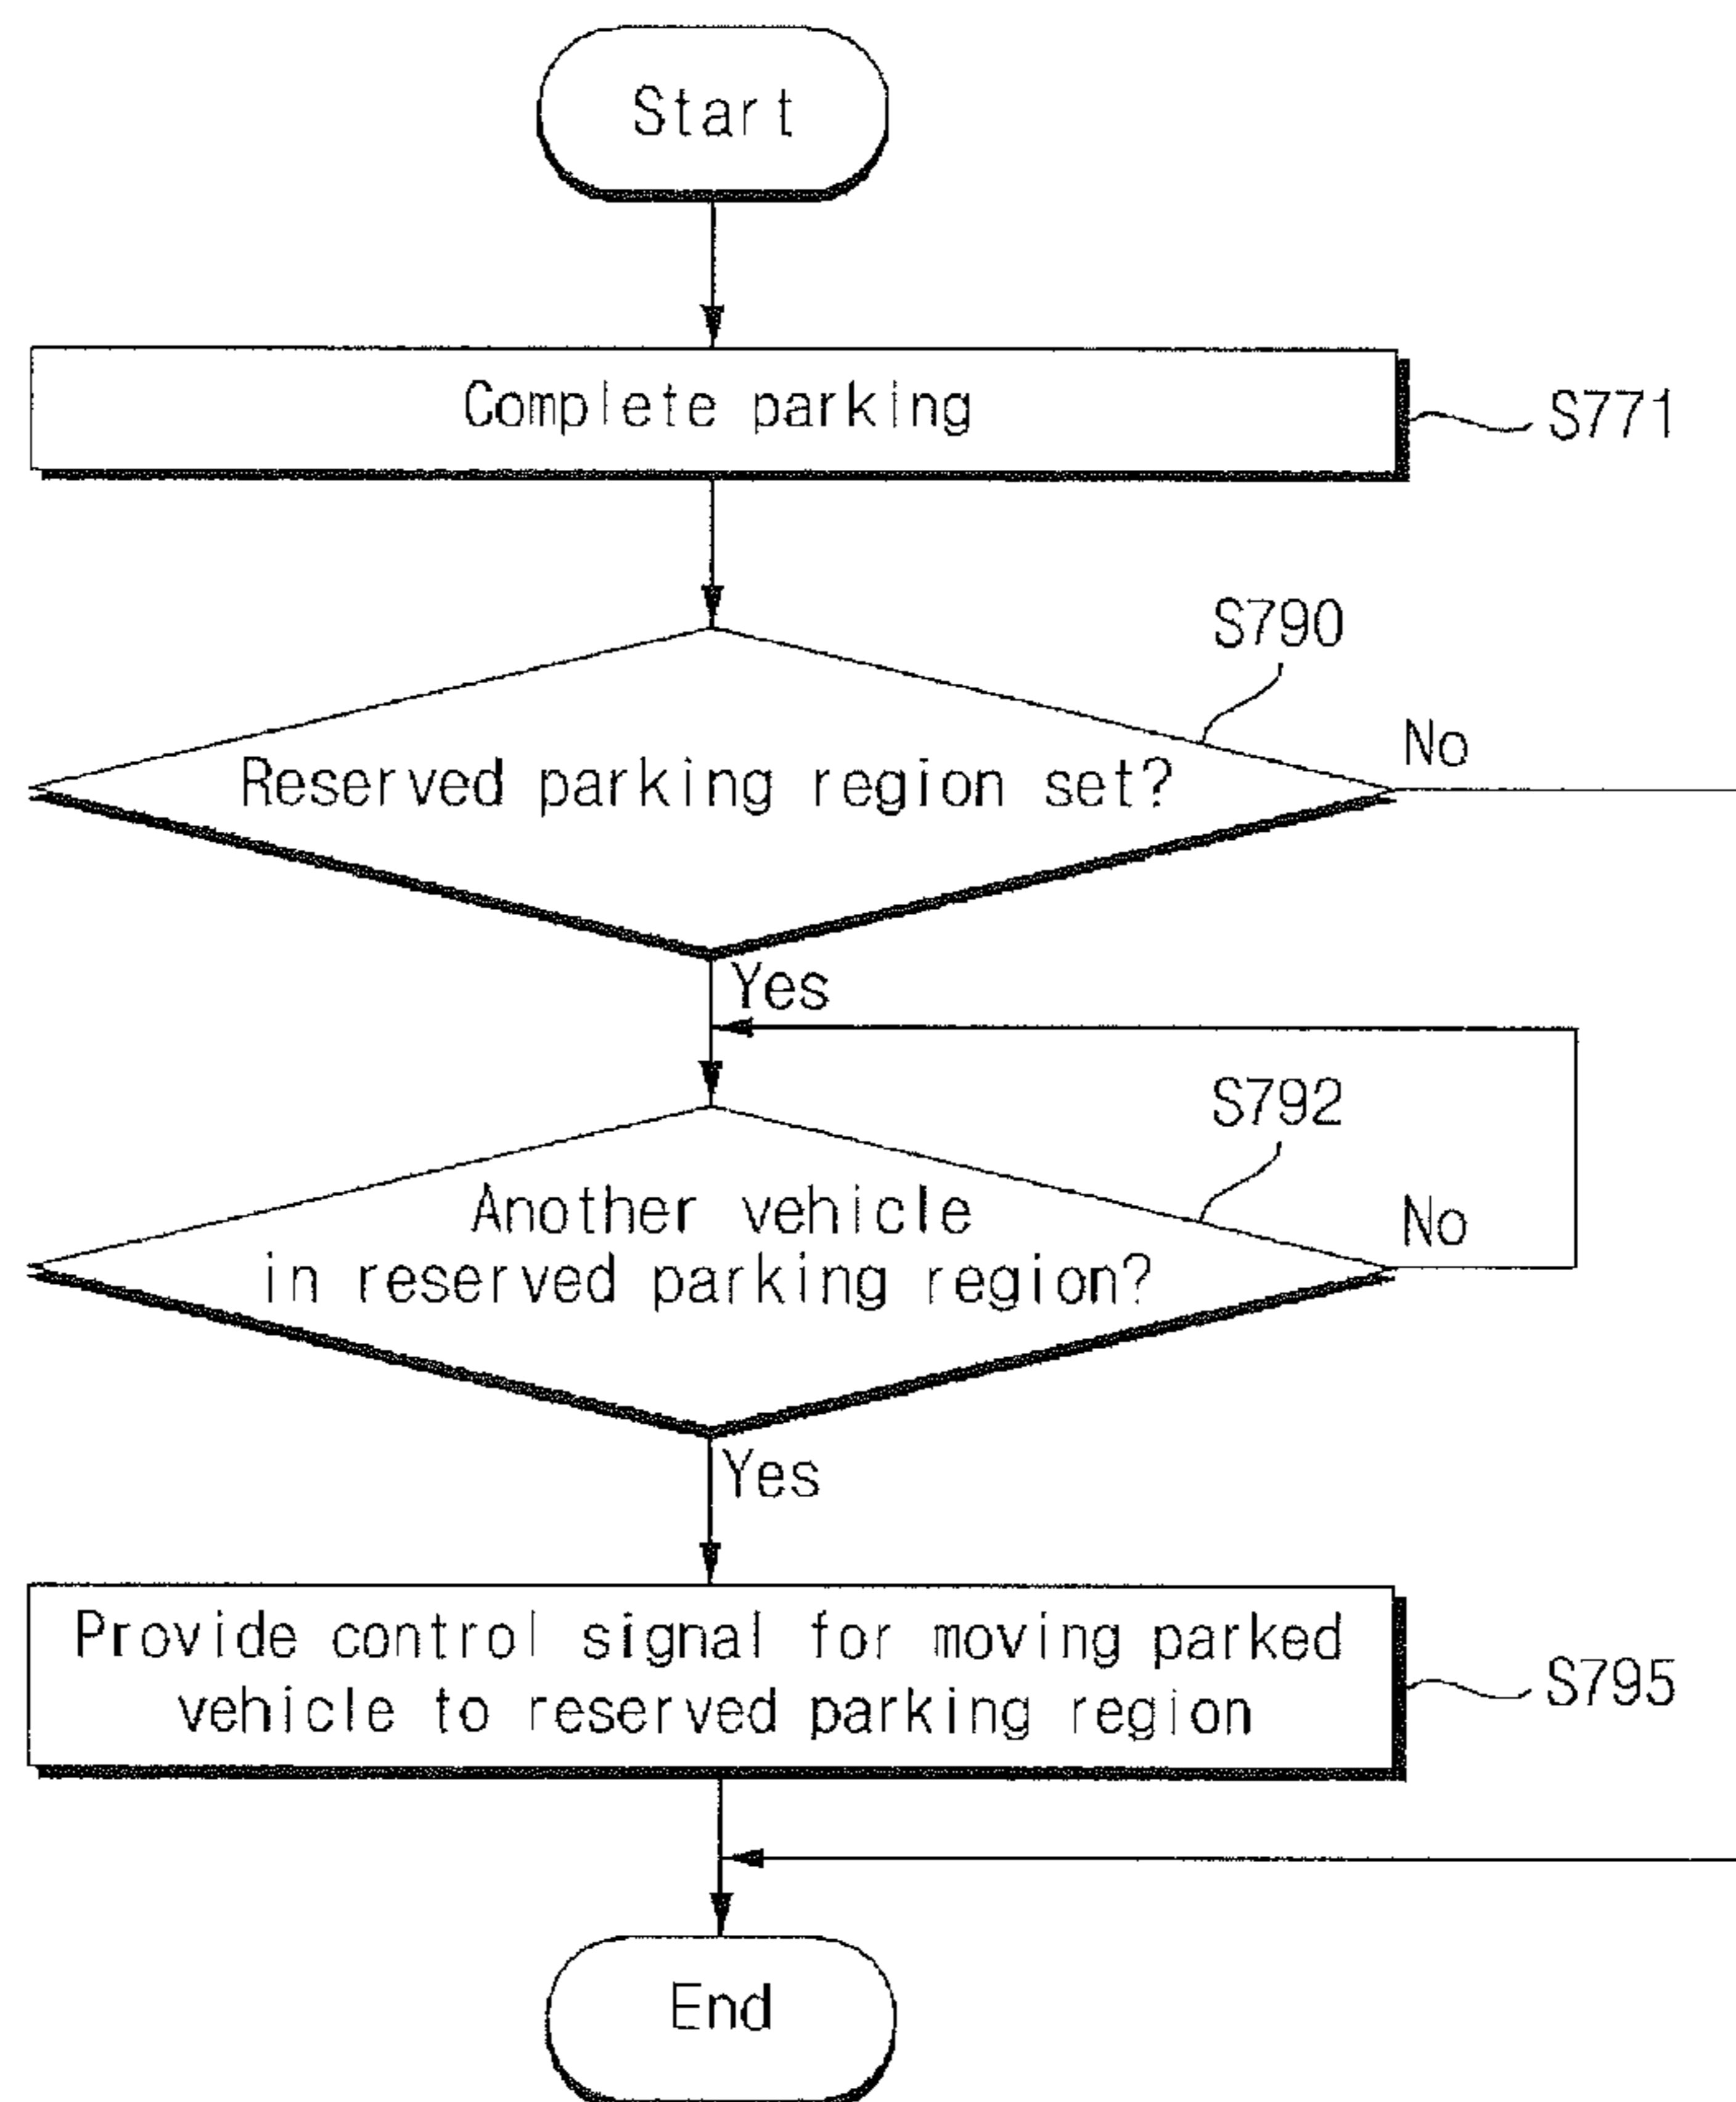 Start
Complete parking
S771
S790
Reserved parking region set?
No
Yes
S792
Another vehicle
in reserved parking region?
No
Yes
Provide control signal for moving parked
vehicle to reserved parking region
S795
End